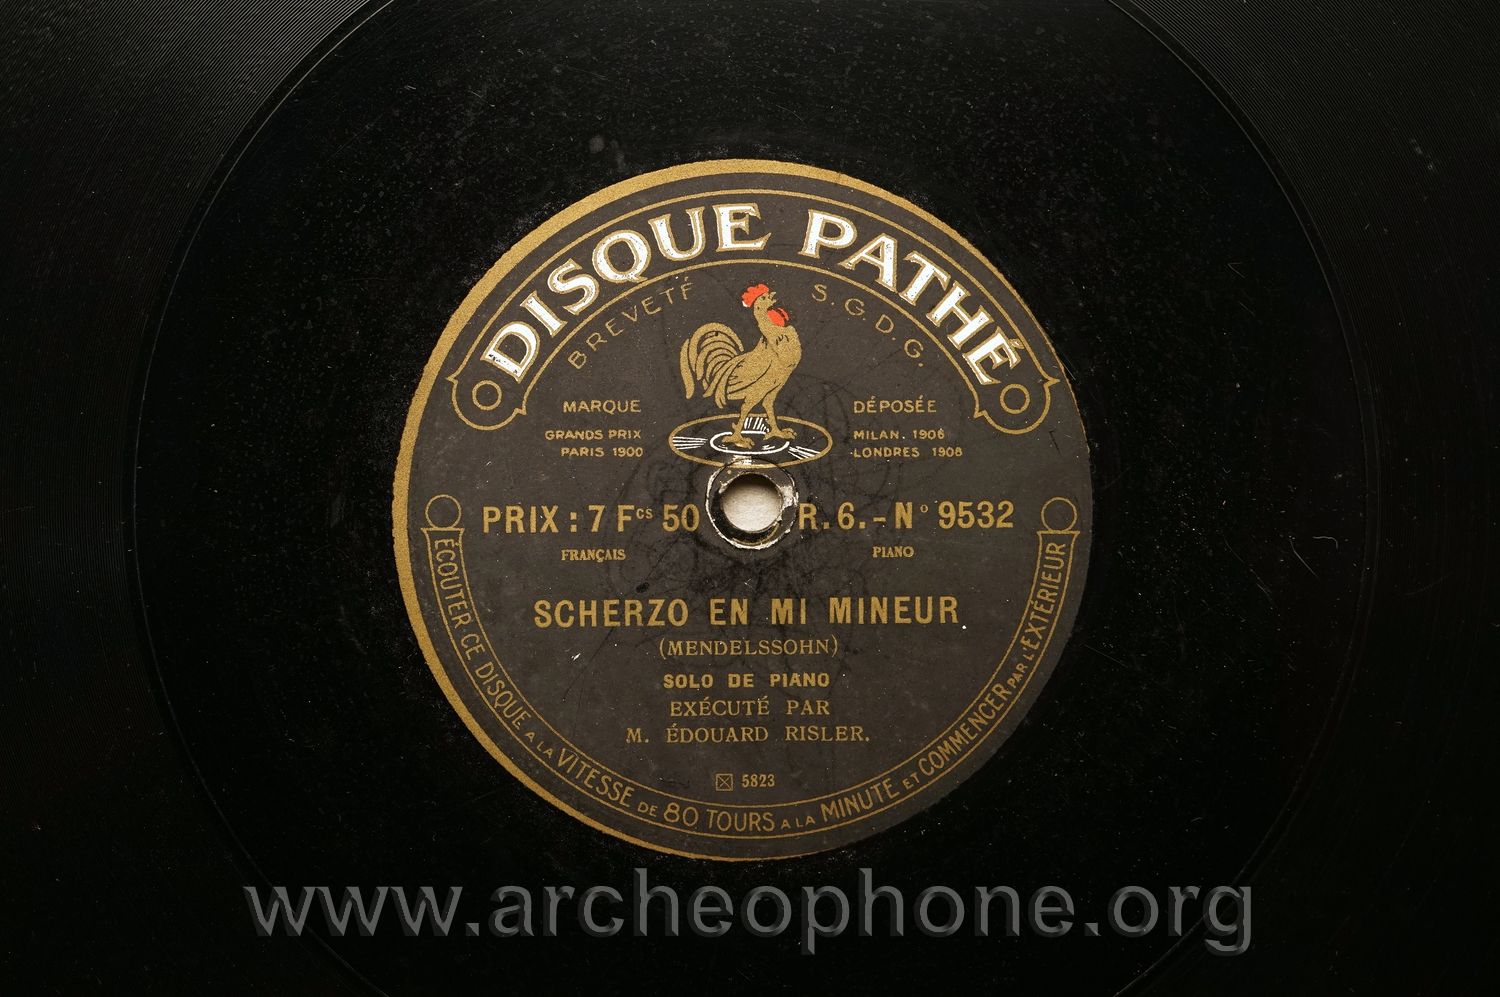 DISQUE PATHÉ
BREVETÉ S.G.D.G.
MARQUE DÉPOSÉE
GRANDS PRIX MILAN. 1906
PARIS 1900 LONDRES 1908
PRIX : 7 Fcs 50 R. 6. - No 9532
FRANÇAIS PIANO
SCHERZO EN MI MINEUR
(MENDELSSOHN)
SOLO DE PIANO
EXÉCUTÉ PAR
M. ÉDOUARD RISLER.
5823
ÉCOUTER CE DISQUE A LA VITESSE DE 80 TOURS A LA MINUTE ET COMMENCER PAR L'EXTÉRIEUR
www.archeophone.org